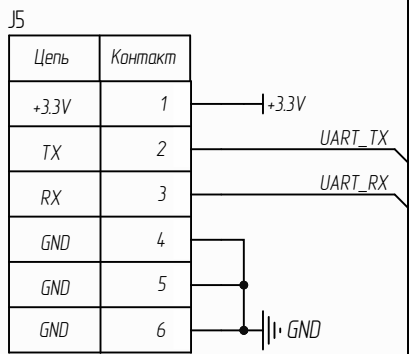 J5
Цепь Контакт
+3.3V 1 +3.3V
TX 2 UART_TX
RX 3 UART_RX
GND 4
GND 5
GND 6 GND